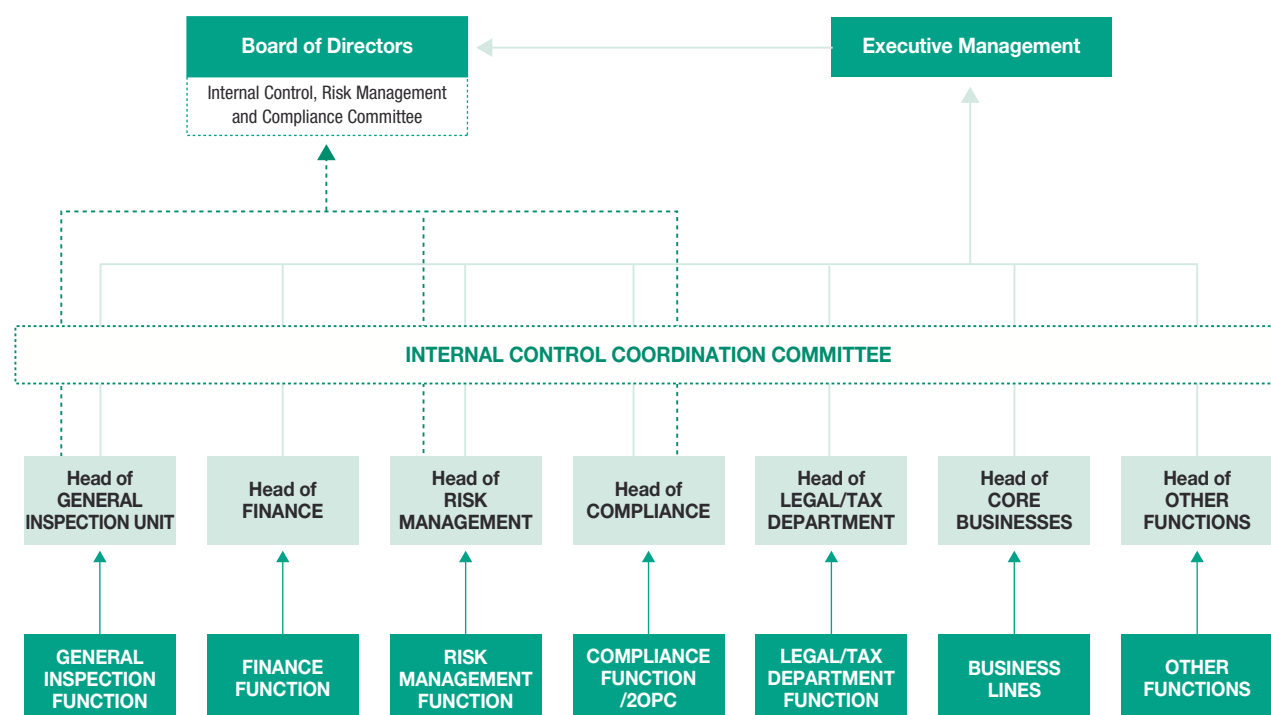 Board of Directors
Executive Management
Internal Control, Risk Management
and Compliance Committee
INTERNAL CONTROL COORDINATION COMMITTEE
Head of
GENERAL
INSPECTION UNIT
Head of
FINANCE
Head of
RISK
MANAGEMENT
Head of
COMPLIANCE
Head of
LEGAL/TAX
DEPARTMENT
Head of
CORE
BUSINESSES
Head of
OTHER
FUNCTIONS
GENERAL
INSPECTION
FUNCTION
FINANCE
FUNCTION
RISK
MANAGEMENT
FUNCTION
COMPLIANCE
FUNCTION
/2OPC
LEGAL/TAX
DEPARTMENT
FUNCTION
BUSINESS
LINES
OTHER
FUNCTIONS